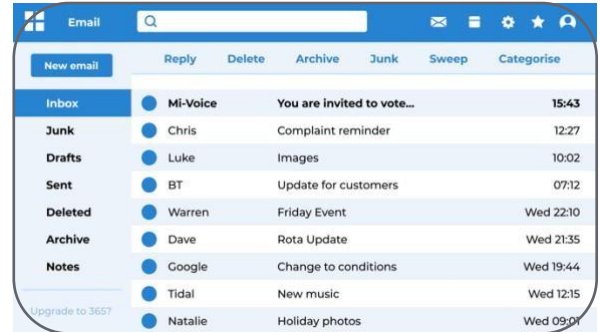 Email
New email
Reply Delete Archive Junk Sweep Categorise
Inbox
Junk
Drafts
Sent
Deleted
Archive
Notes
Upgrade to 365?
Mi-Voice You are invited to vote... 15:43
Chris Complaint reminder 12:27
Luke Images 10:02
BT Update for customers 07:12
Warren Friday Event Wed 22:10
Dave Rota Update Wed 21:35
Google Change to conditions Wed 19:44
Tidal New music Wed 12:15
Natalie Holiday photos Wed 09:01